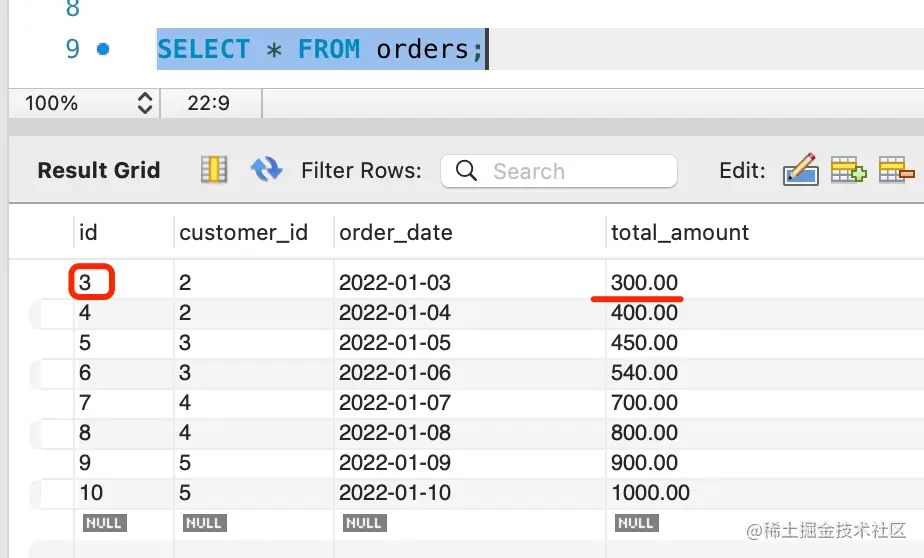 8
9 SELECT * FROM orders;
100% 22:9
Result Grid Filter Rows: Search Edit:
id customer_id order_date total_amount
3 2 2022-01-03 300.00
4 2 2022-01-04 400.00
5 3 2022-01-05 450.00
6 3 2022-01-06 540.00
7 4 2022-01-07 700.00
8 4 2022-01-08 800.00
9 5 2022-01-09 900.00
10 5 2022-01-10 1000.00
NULL NULL NULL NULL
@稀土掘金技术社区